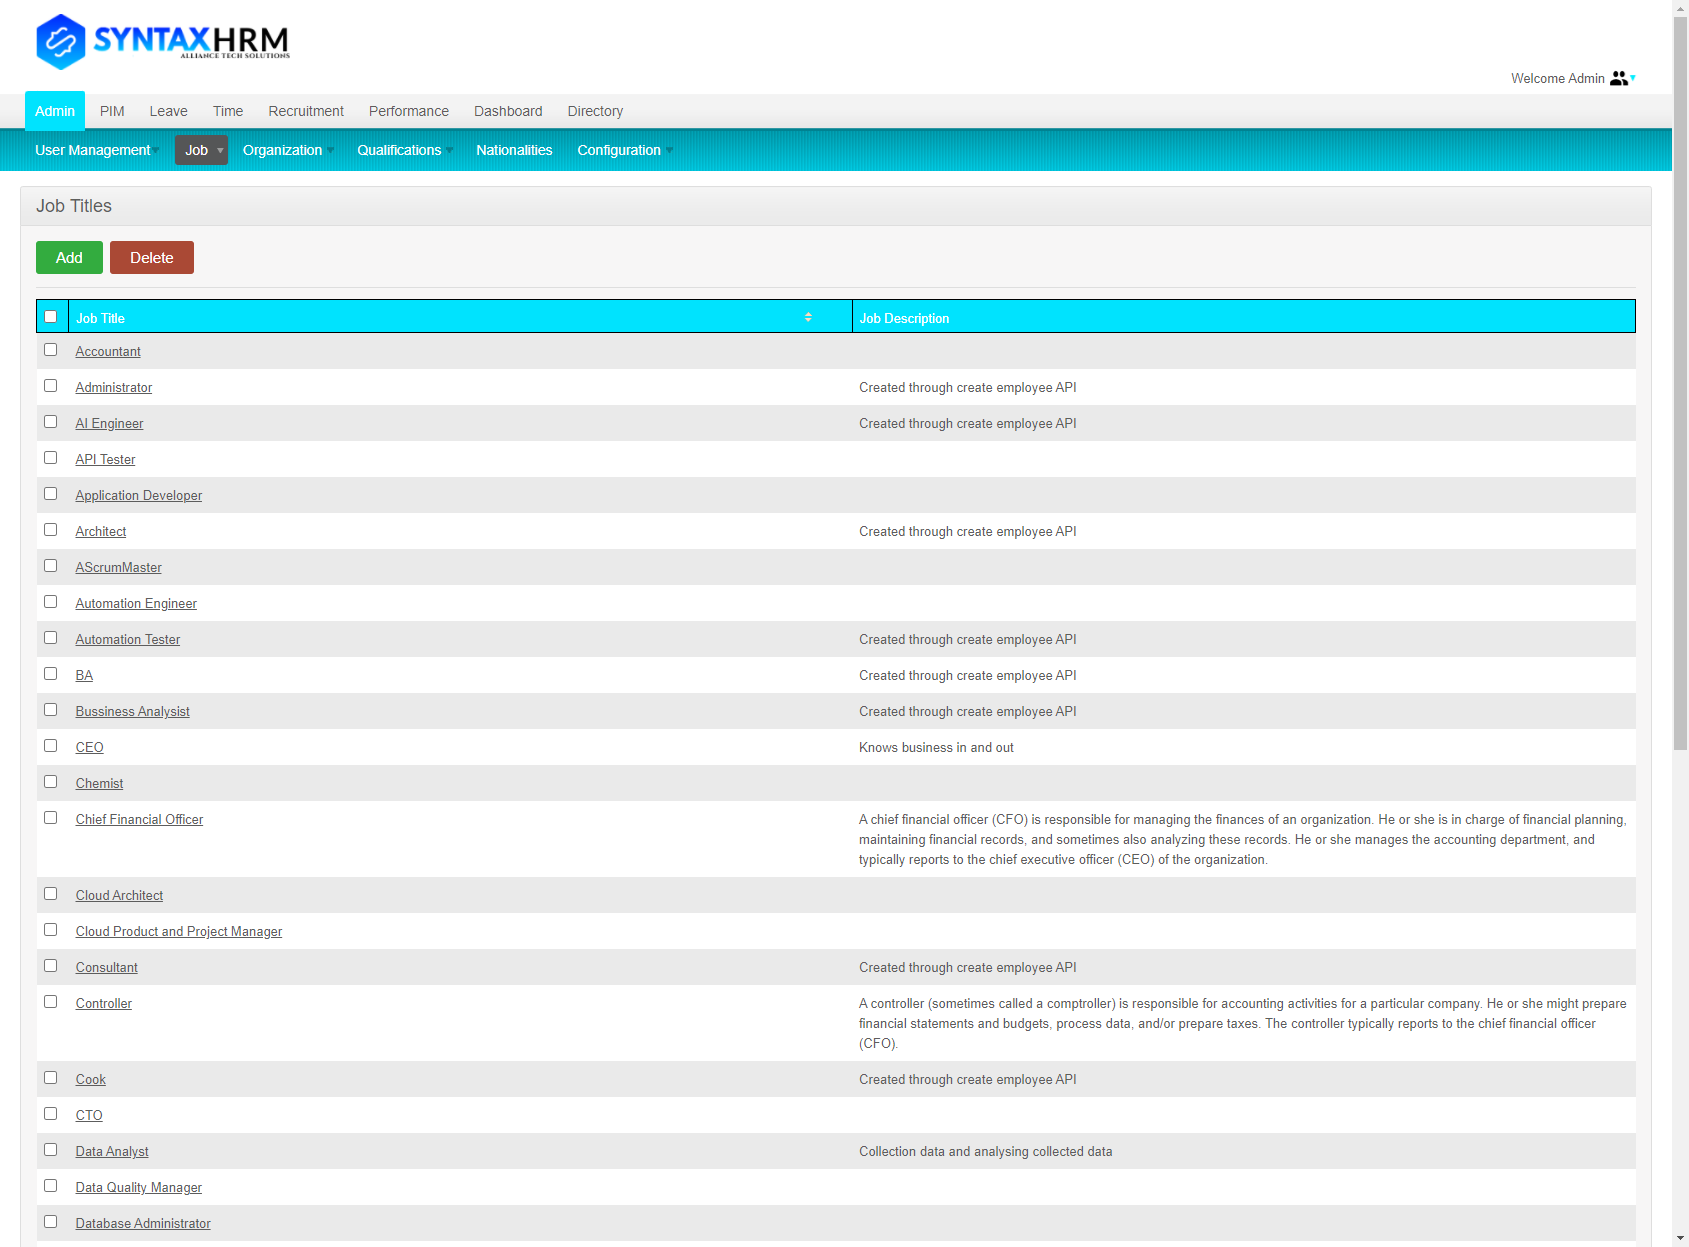 SYNTAXHRM
ALLIANCE TECH SOLUTIONS
Welcome Admin
Admin PIM Leave Time Recruitment Performance Dashboard Directory
User Management Job Organization Qualifications Nationalities Configuration
Job Titles
Add Delete
Job Title Job Description
Accountant
Administrator Created through create employee API
AI Engineer Created through create employee API
API Tester
Application Developer
Architect Created through create employee API
AScrumMaster
Automation Engineer
Automation Tester Created through create employee API
BA Created through create employee API
Bussiness Analysist Created through create employee API
CEO Knows business in and out
Chemist
Chief Financial Officer A chief financial officer (CFO) is responsible for managing the finances of an organization. He or she is in charge of financial planning,
maintaining financial records, and sometimes also analyzing these records. He or she manages the accounting department, and
typically reports to the chief executive officer (CEO) of the organization.
Cloud Architect
Cloud Product and Project Manager
Consultant Created through create employee API
Controller A controller (sometimes called a comptroller) is responsible for accounting activities for a particular company. He or she might prepare
financial statements and budgets, process data, and/or prepare taxes. The controller typically reports to the chief financial officer
(CFO).
Cook Created through create employee API
CTO
Data Analyst Collection data and analysing collected data
Data Quality Manager
Database Administrator